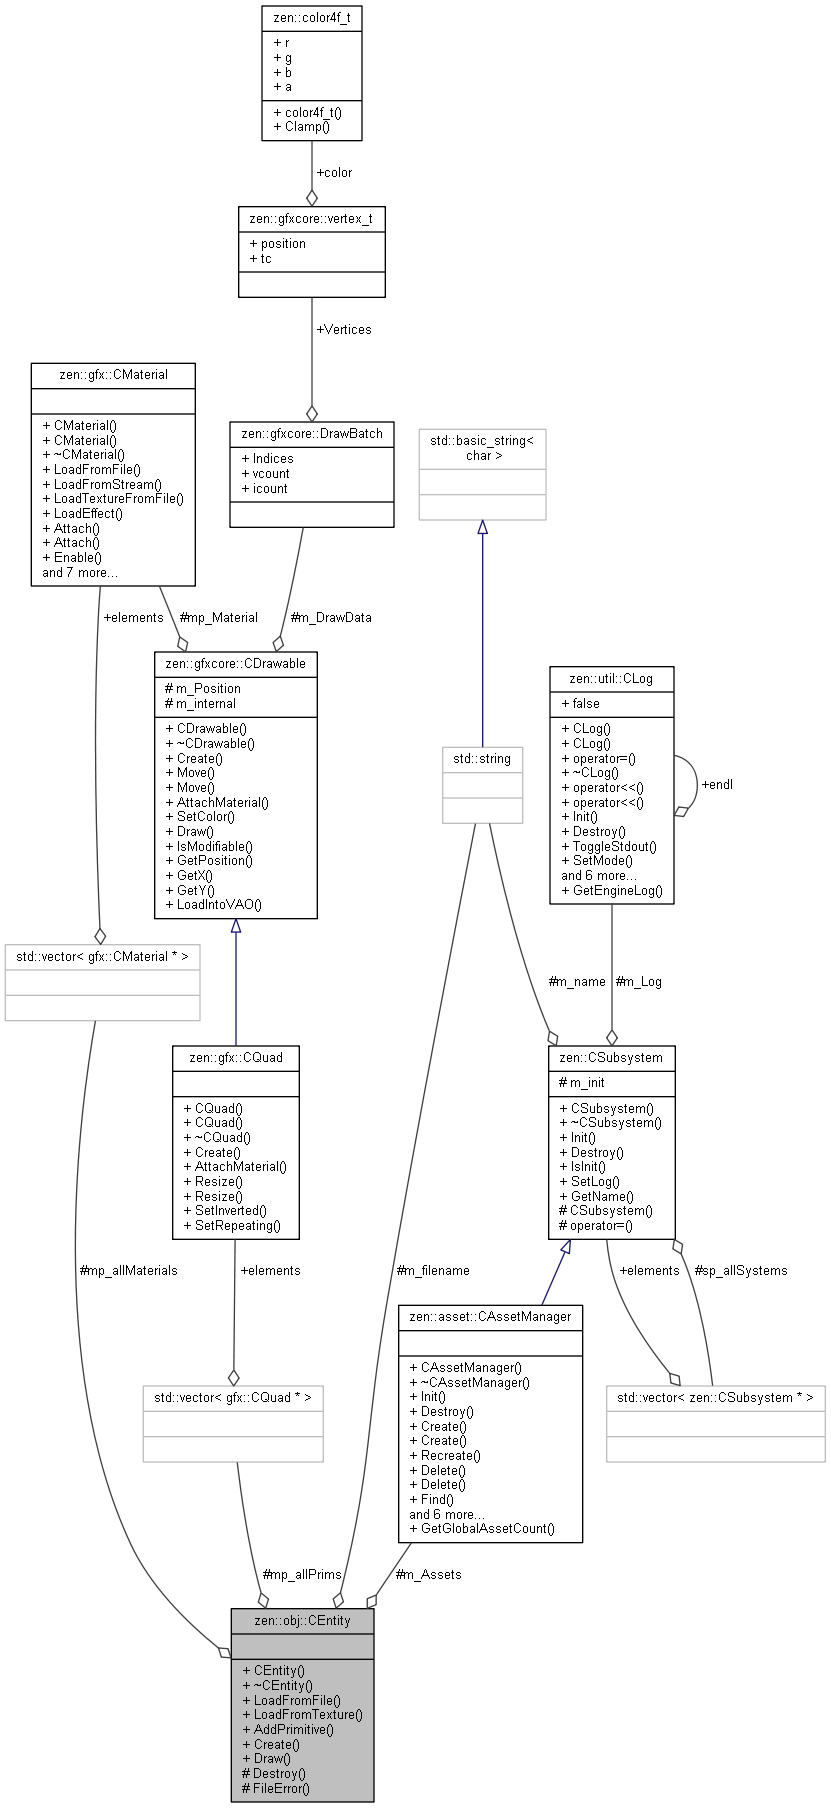 zen::color4f_t
+ r
+ g
+ b
+ a
+ color4f_t()
+ Clamp()
+color
zen::gfxcore::vertex_t
+ position
+ tc
+Vertices
zen::gfx::CMaterial
+ CMaterial()
+ CMaterial()
+ ~CMaterial()
+ LoadFromFile()
+ LoadFromStream()
+ LoadTextureFromFile()
+ LoadEffect()
+ Attach()
+ Attach()
+ Enable()
and 7 more...
zen::gfxcore::DrawBatch
+ Indices
+ vcount
+ icount
std::basic_string<
char >
+elements
#mp_Material
#m_DrawData
zen::gfxcore::CDrawable
# m_Position
# m_internal
+ CDrawable()
+ ~CDrawable()
+ Create()
+ Move()
+ Move()
+ AttachMaterial()
+ SetColor()
+ Draw()
+ IsModifiable()
+ GetPosition()
+ GetX()
+ GetY()
+ LoadIntoVAO()
std::string
zen::util::CLog
+ false
+ CLog()
+ CLog()
+ operator=()
+ ~CLog()
+ operator<<()
+ operator<<()
+ Init()
+ Destroy()
+ ToggleStdout()
+ SetMode()
and 6 more...
+ GetEngineLog()
+endl
std::vector< gfx::CMaterial * >
#m_name
#m_Log
zen::gfx::CQuad
+ CQuad()
+ CQuad()
+ ~CQuad()
+ Create()
+ AttachMaterial()
+ Resize()
+ Resize()
+ SetInverted()
+ SetRepeating()
zen::CSubsystem
# m_init
+ CSubsystem()
+ ~CSubsystem()
+ Init()
+ Destroy()
+ IsInit()
+ SetLog()
+ GetName()
# CSubsystem()
# operator=()
#mp_allMaterials
+elements
#m_filename
+elements
#sp_allSystems
zen::asset::CAssetManager
+ CAssetManager()
+ ~CAssetManager()
+ Init()
+ Destroy()
+ Create()
+ Create()
+ Recreate()
+ Delete()
+ Delete()
+ Find()
and 6 more...
+ GetGlobalAssetCount()
std::vector< gfx::CQuad * >
std::vector< zen::CSubsystem * >
#mp_allPrims
#m_Assets
zen::obj::CEntity
+ CEntity()
+ ~CEntity()
+ LoadFromFile()
+ LoadFromTexture()
+ AddPrimitive()
+ Create()
+ Draw()
# Destroy()
# FileError()